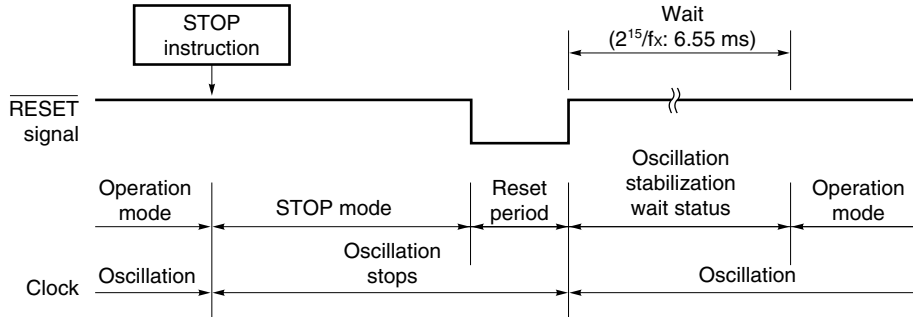 STOP
instruction
Wait
(2¹⁵/fx: 6.55 ms)
RESET
signal
Operation
mode
STOP mode
Reset
period
Oscillation
stabilization
wait status
Operation
mode
Clock
Oscillation
Oscillation
stops
Oscillation